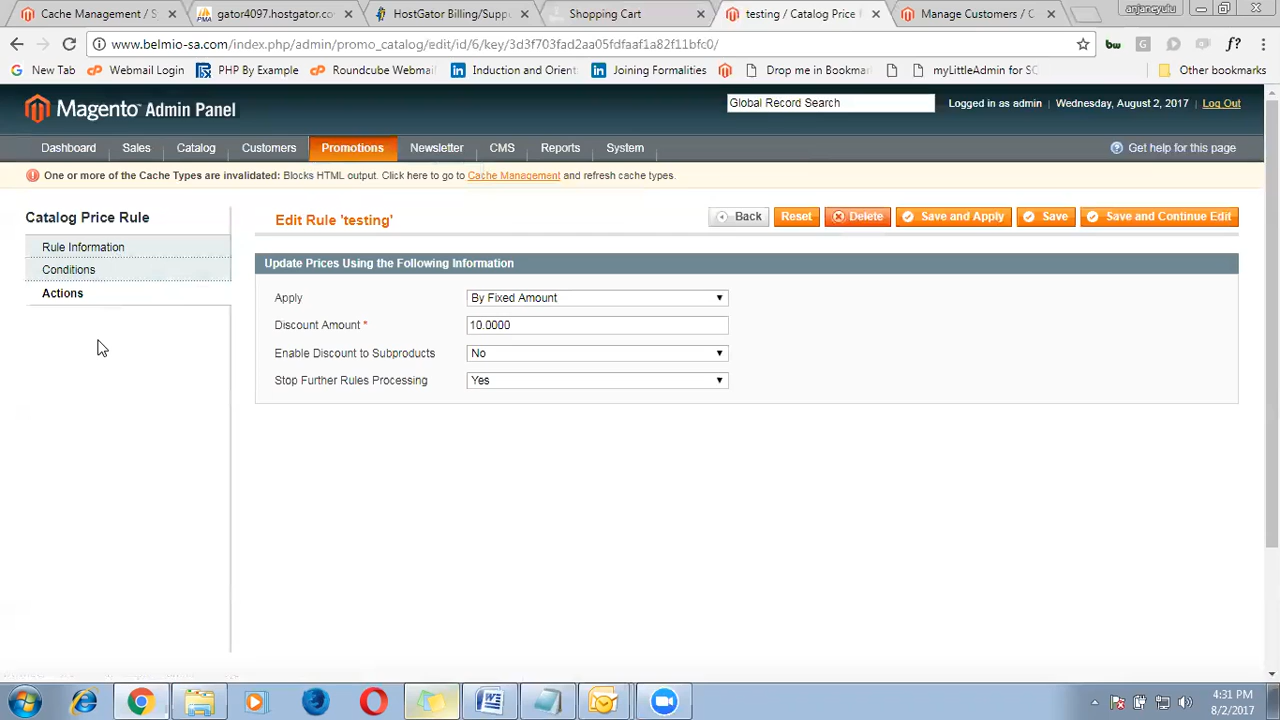 Cache Management / S
gator4097.hostgator.co
HostGator Billing/Suppo
Shopping Cart
testing / Catalog Price
Manage Customers / C
anjaneyulu
www.belmio-sa.com/index.php/admin/promo_catalog/edit/id/6/key/3d3f703fad2aa05fdfaaf1a82f11bfc0/
New Tab
Webmail Login
PHP By Example
Roundcube Webmail
Induction and Orient
Joining Formalities
Drop me in Bookmar
myLittleAdmin for SQ
Other bookmarks
Magento Admin Panel
Global Record Search
Logged in as admin | Wednesday, August 2, 2017 | Log Out
Dashboard
Sales
Catalog
Customers
Promotions
Newsletter
CMS
Reports
System
Get help for this page
One or more of the Cache Types are invalidated: Blocks HTML output. Click here to go to Cache Management and refresh cache types.
Catalog Price Rule
Rule Information
Conditions
Actions
Edit Rule 'testing'
Back
Reset
Delete
Save and Apply
Save
Save and Continue Edit
Update Prices Using the Following Information
Apply
By Fixed Amount
Discount Amount *
10.0000
Enable Discount to Subproducts
No
Stop Further Rules Processing
Yes
4:31 PM
8/2/2017